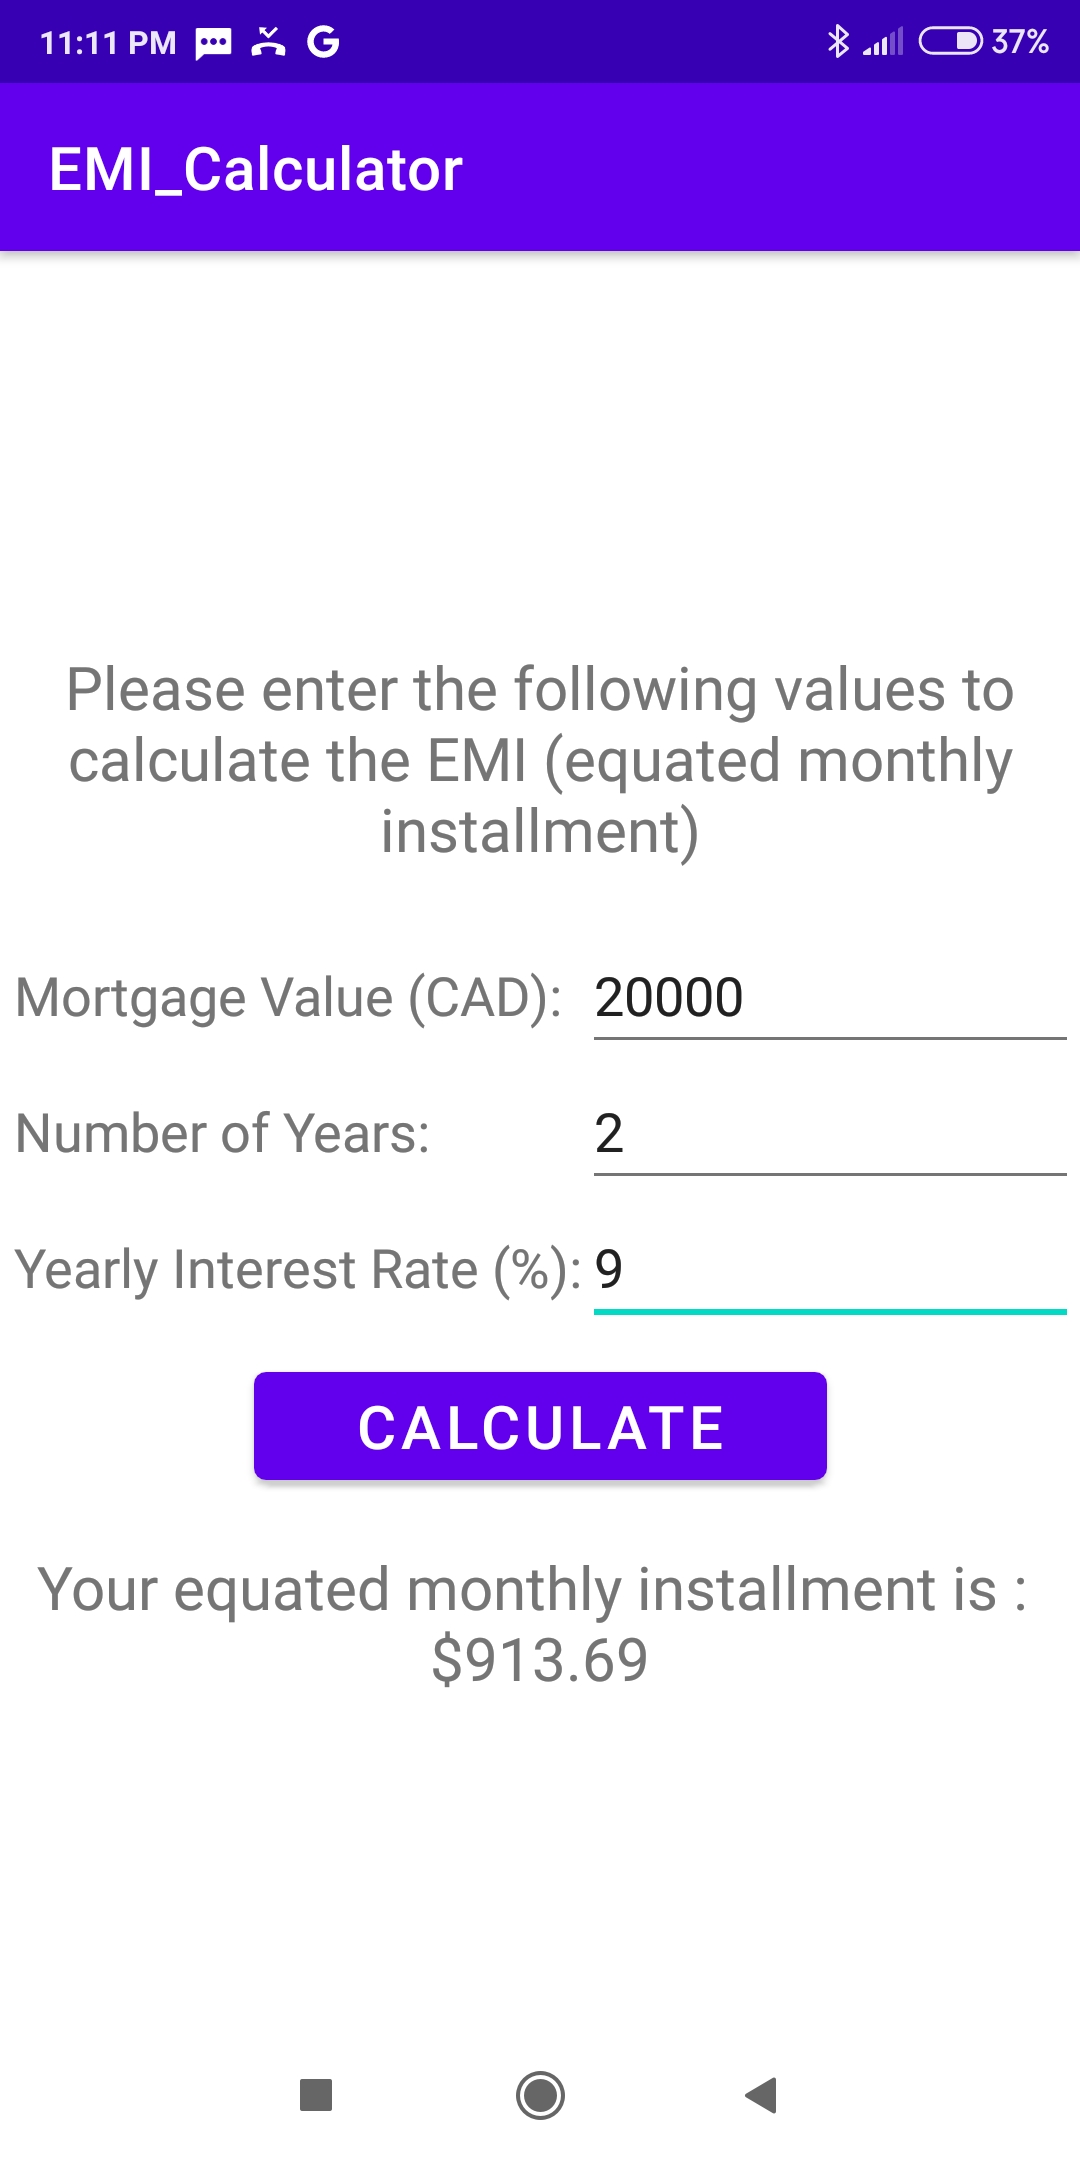 11:11 PM G 37%
EMI_Calculator
Please enter the following values to
calculate the EMI (equated monthly
installment)
Mortgage Value (CAD): 20000
Number of Years: 2
Yearly Interest Rate (%): 9
CALCULATE
Your equated monthly installment is :
$913.69